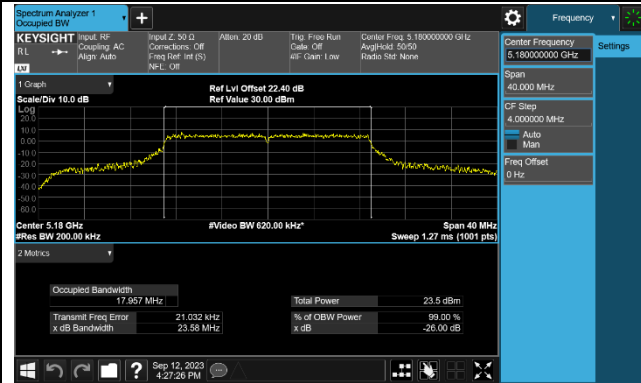 Spectrum Analyzer 1
Occupied BW
Frequency
KEYSIGHT
Input: RF
Coupling: AC
Align: Auto
RL
LXI
Input Z: 50 Ω
Corrections: Off
Freq Ref: Int (S)
NFE: Off
Atten: 20 dB
Trig: Free Run
Gate: Off
#IF Gain: Low
Center Freq: 5.180000000 GHz
Avg|Hold: 50/50
Radio Std: None
Center Frequency
5.180000000 GHz
Settings
Span
40.000 MHz
CF Step
4.000000 MHz
Auto
Man
Freq Offset
0 Hz
1 Graph
Scale/Div 10.0 dB
Ref Lvl Offset 22.40 dB
Ref Value 30.00 dBm
Log
20.0
10.0
0.00
-10.0
-20.0
-30.0
-40.0
-50.0
-60.0
Center 5.18 GHz
#Video BW 620.00 kHz*
Span 40 MHz
#Res BW 200.00 kHz
Sweep 1.27 ms (1001 pts)
2 Metrics
Occupied Bandwidth
17.957 MHz
Total Power 23.5 dBm
Transmit Freq Error 21.032 kHz
% of OBW Power 99.00 %
x dB Bandwidth 23.58 MHz
x dB -26.00 dB
?
Sep 12, 2023
4:27:26 PM